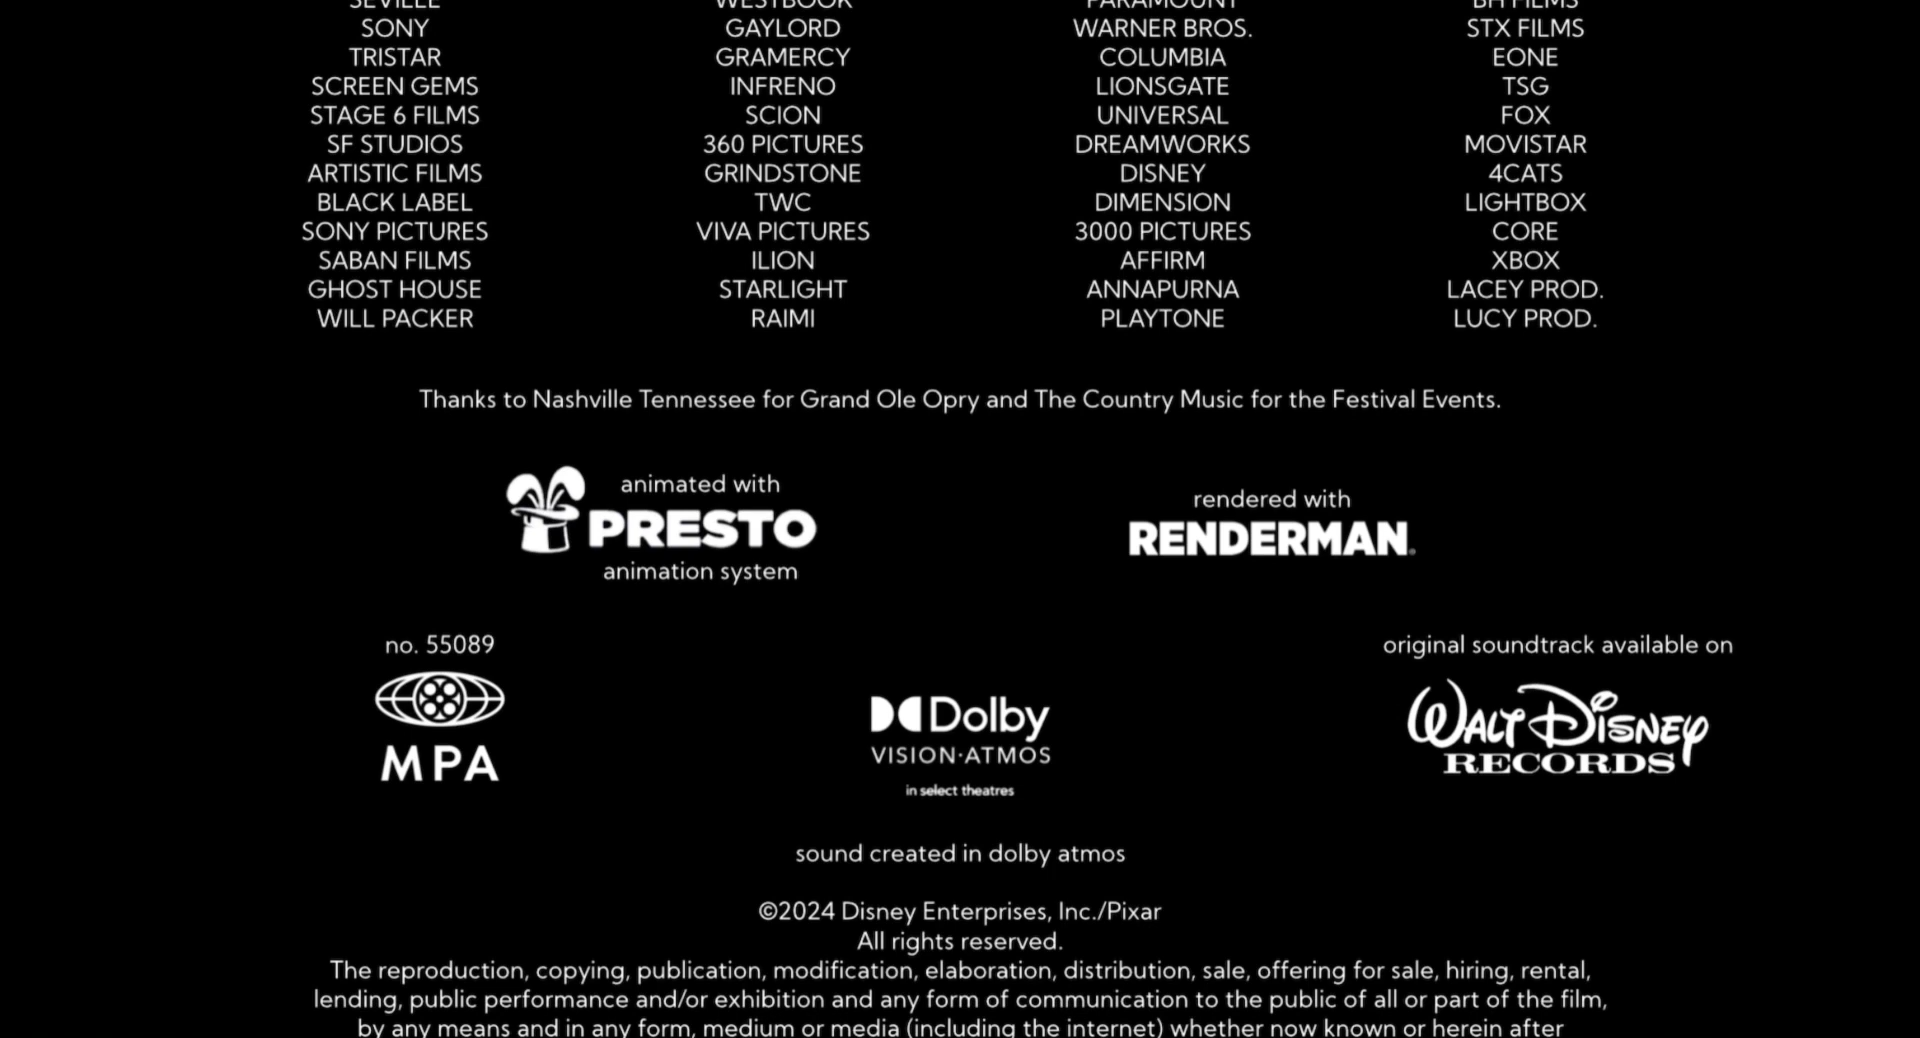 SEVILLE WESTBOOK PARAMOUNT BH FILMS
SONY GAYLORD WARNER BROS. STX FILMS
TRISTAR GRAMERCY COLUMBIA EONE
SCREEN GEMS INFRENO LIONSGATE TSG
STAGE 6 FILMS SCION UNIVERSAL FOX
SF STUDIOS 360 PICTURES DREAMWORKS MOVISTAR
ARTISTIC FILMS GRINDSTONE DISNEY 4CATS
BLACK LABEL TWC DIMENSION LIGHTBOX
SONY PICTURES VIVA PICTURES 3000 PICTURES CORE
SABAN FILMS ILION AFFIRM XBOX
GHOST HOUSE STARLIGHT ANNAPURNA LACEY PROD.
WILL PACKER RAIMI PLAYTONE LUCY PROD.
Thanks to Nashville Tennessee for Grand Ole Opry and The Country Music for the Festival Events.
animated with
PRESTO
animation system
rendered with
RENDERMAN®
no. 55089
MPA
Dolby
VISION·ATMOS
in select theatres
original soundtrack available on
WALT DISNEY
RECORDS
sound created in dolby atmos
©2024 Disney Enterprises, Inc./Pixar
All rights reserved.
The reproduction, copying, publication, modification, elaboration, distribution, sale, offering for sale, hiring, rental,
lending, public performance and/or exhibition and any form of communication to the public of all or part of the film,
by any means and in any form, medium or media (including the internet) whether now known or herein after